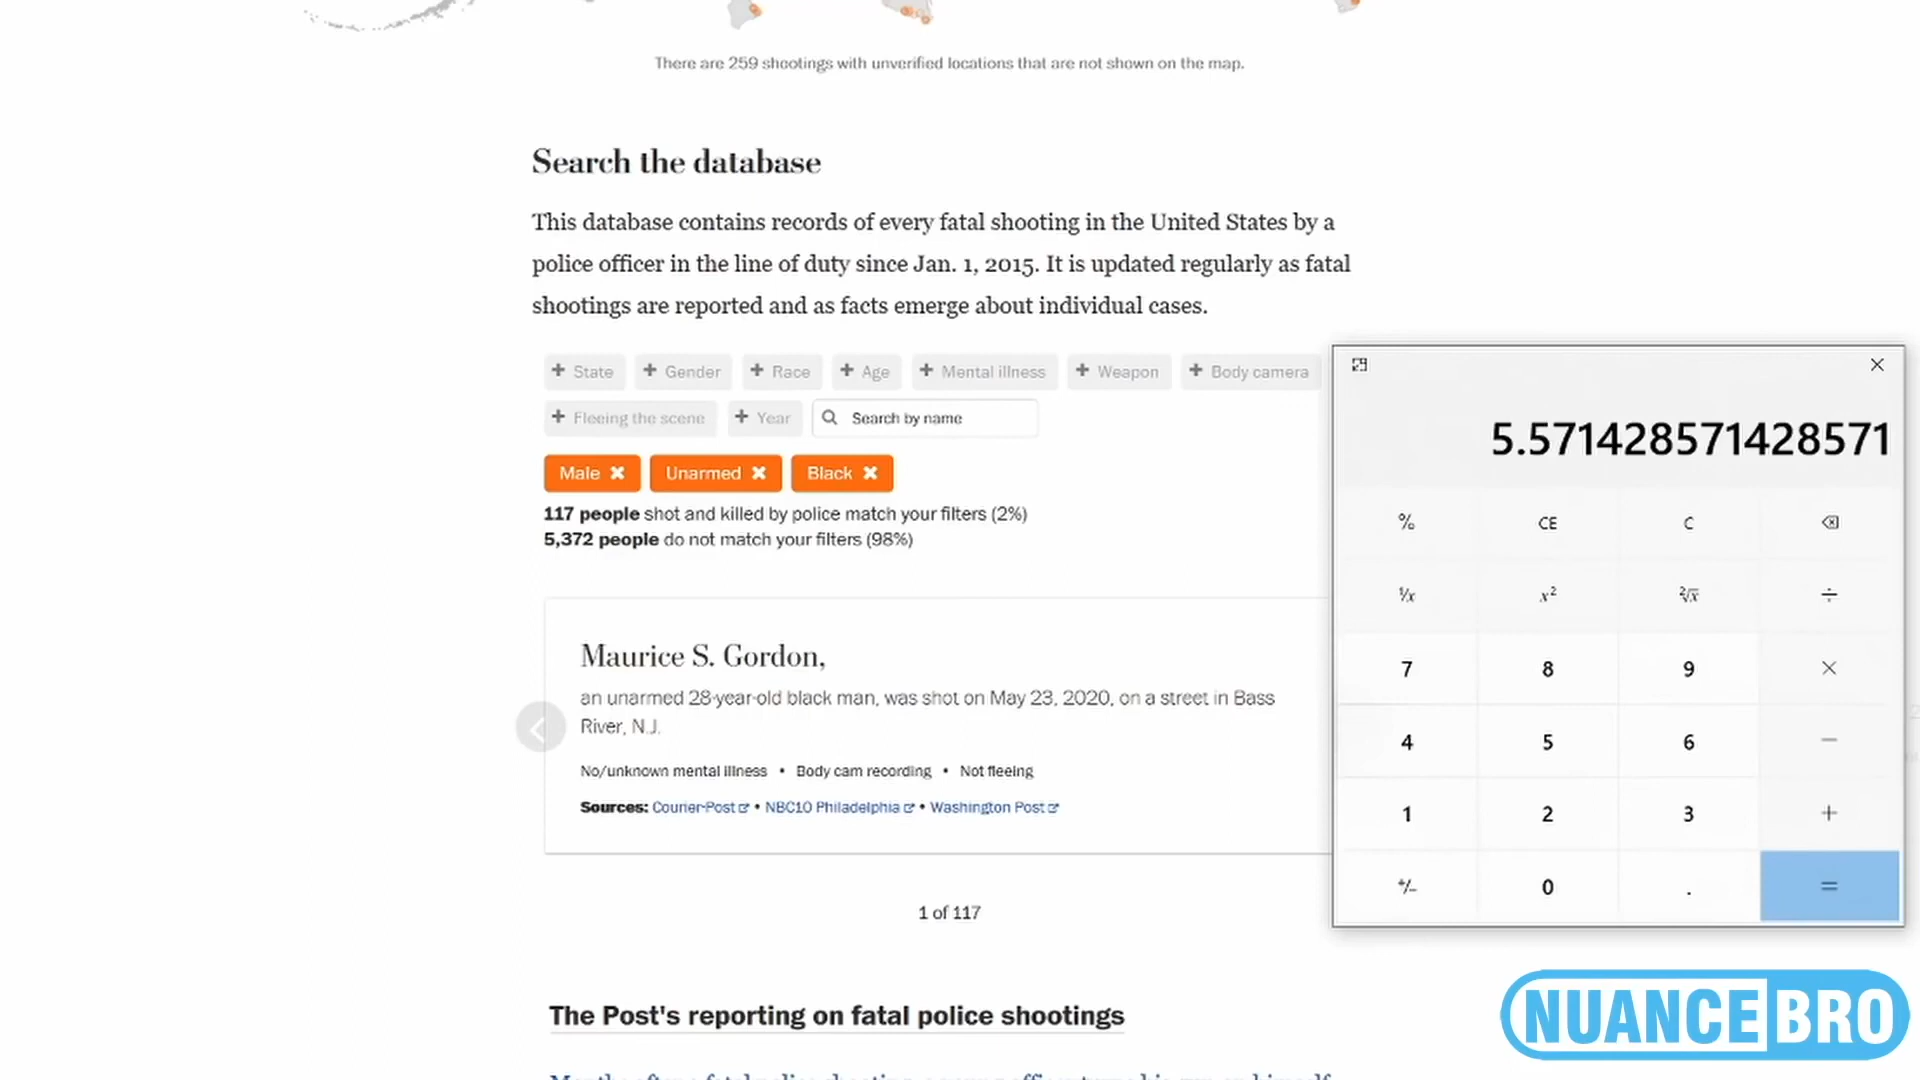 There are 259 shootings with unverified locations that are not shown on the map.
Search the database
This database contains records of every fatal shooting in the United States by a
police officer in the line of duty since Jan. 1, 2015. It is updated regularly as fatal
shootings are reported and as facts emerge about individual cases.
+ State + Gender + Race + Age + Mental illness + Weapon + Body camera
+ Fleeing the scene + Year Search by name
Male ✖ Unarmed ✖ Black ✖
117 people shot and killed by police match your filters (2%)
5,372 people do not match your filters (98%)
Maurice S. Gordon,
an unarmed 28-year-old black man, was shot on May 23, 2020, on a street in Bass
River, N.J.
No/unknown mental illness • Body cam recording • Not fleeing
Sources: Courier-Post • NBC10 Philadelphia • Washington Post
1 of 117
The Post's reporting on fatal police shootings
5.571428571428571
% CE C ⌫
¹/x x² ²√x ÷
7 8 9 ×
4 5 6 −
1 2 3 +
+/− 0 . =
NUANCE BRO